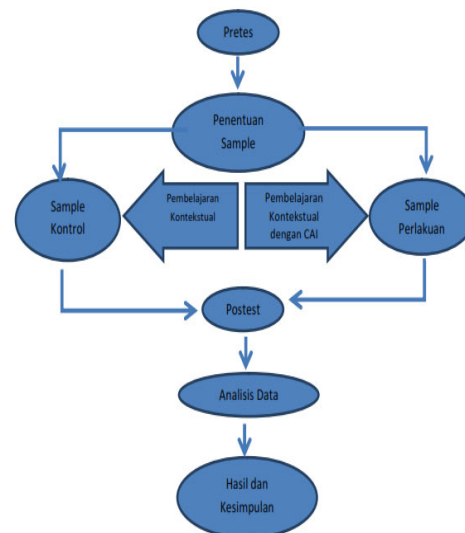 Pretes
Penentuan
Sample
Sample
Kontrol
Pembelajaran
Kontekstual
Pembelajaran
Kontekstual
dengan CAI
Sample
Perlakuan
Postest
Analisis Data
Hasil dan
Kesimpulan